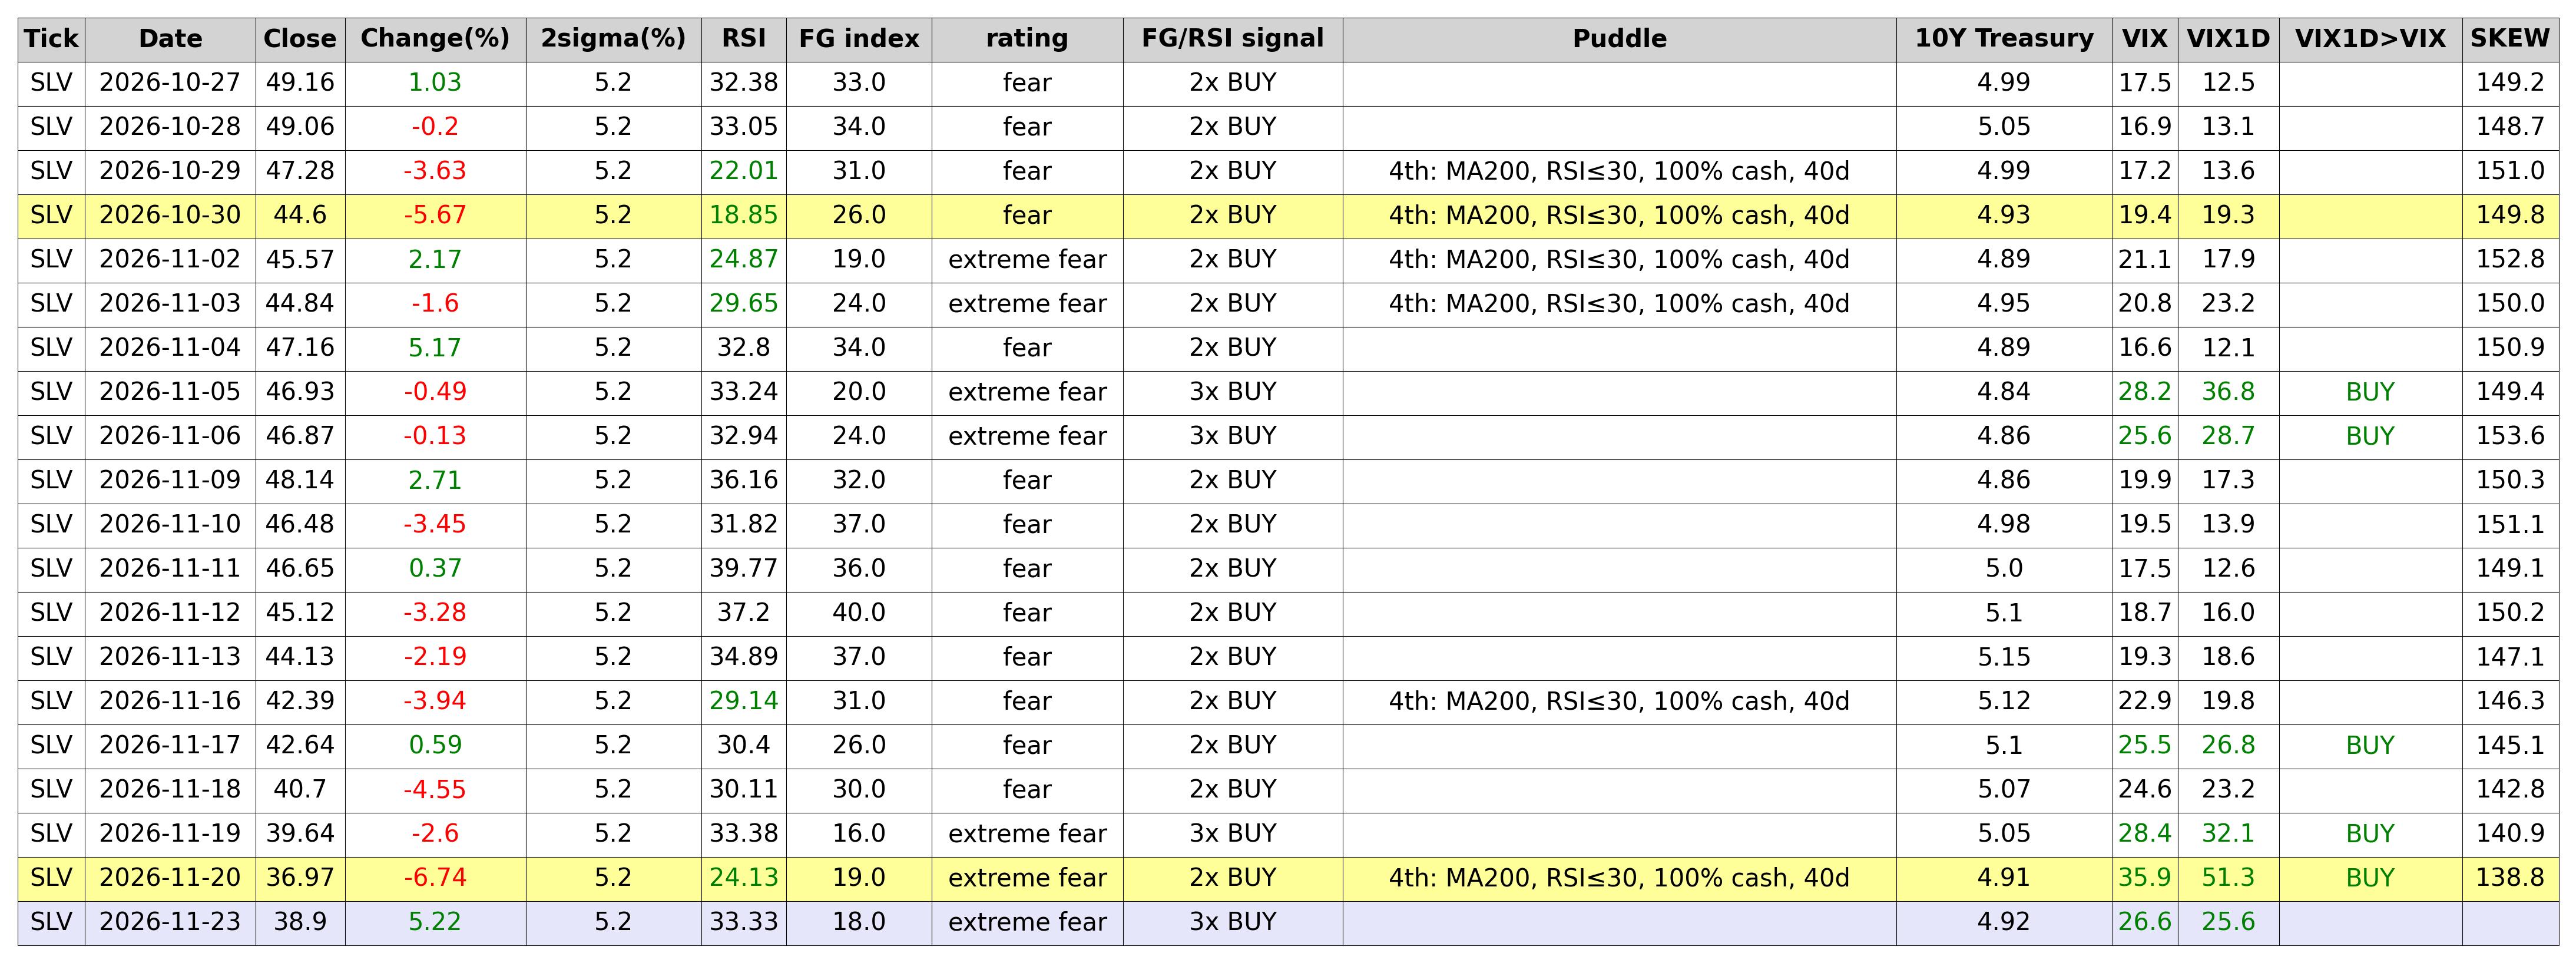 Tick Date Close Change(%) 2sigma(%) RSI FG index rating FG/RSI signal Puddle 10Y Treasury VIX VIX1D VIX1D>VIX SKEW
SLV 2026-10-27 49.16 1.03 5.2 32.38 33.0 fear 2x BUY 4.99 17.5 12.5 149.2
SLV 2026-10-28 49.06 -0.2 5.2 33.05 34.0 fear 2x BUY 5.05 16.9 13.1 148.7
SLV 2026-10-29 47.28 -3.63 5.2 22.01 31.0 fear 2x BUY 4th: MA200, RSI≤30, 100% cash, 40d 4.99 17.2 13.6 151.0
SLV 2026-10-30 44.6 -5.67 5.2 18.85 26.0 fear 2x BUY 4th: MA200, RSI≤30, 100% cash, 40d 4.93 19.4 19.3 149.8
SLV 2026-11-02 45.57 2.17 5.2 24.87 19.0 extreme fear 2x BUY 4th: MA200, RSI≤30, 100% cash, 40d 4.89 21.1 17.9 152.8
SLV 2026-11-03 44.84 -1.6 5.2 29.65 24.0 extreme fear 2x BUY 4th: MA200, RSI≤30, 100% cash, 40d 4.95 20.8 23.2 150.0
SLV 2026-11-04 47.16 5.17 5.2 32.8 34.0 fear 2x BUY 4.89 16.6 12.1 150.9
SLV 2026-11-05 46.93 -0.49 5.2 33.24 20.0 extreme fear 3x BUY 4.84 28.2 36.8 BUY 149.4
SLV 2026-11-06 46.87 -0.13 5.2 32.94 24.0 extreme fear 3x BUY 4.86 25.6 28.7 BUY 153.6
SLV 2026-11-09 48.14 2.71 5.2 36.16 32.0 fear 2x BUY 4.86 19.9 17.3 150.3
SLV 2026-11-10 46.48 -3.45 5.2 31.82 37.0 fear 2x BUY 4.98 19.5 13.9 151.1
SLV 2026-11-11 46.65 0.37 5.2 39.77 36.0 fear 2x BUY 5.0 17.5 12.6 149.1
SLV 2026-11-12 45.12 -3.28 5.2 37.2 40.0 fear 2x BUY 5.1 18.7 16.0 150.2
SLV 2026-11-13 44.13 -2.19 5.2 34.89 37.0 fear 2x BUY 5.15 19.3 18.6 147.1
SLV 2026-11-16 42.39 -3.94 5.2 29.14 31.0 fear 2x BUY 4th: MA200, RSI≤30, 100% cash, 40d 5.12 22.9 19.8 146.3
SLV 2026-11-17 42.64 0.59 5.2 30.4 26.0 fear 2x BUY 5.1 25.5 26.8 BUY 145.1
SLV 2026-11-18 40.7 -4.55 5.2 30.11 30.0 fear 2x BUY 5.07 24.6 23.2 142.8
SLV 2026-11-19 39.64 -2.6 5.2 33.38 16.0 extreme fear 3x BUY 5.05 28.4 32.1 BUY 140.9
SLV 2026-11-20 36.97 -6.74 5.2 24.13 19.0 extreme fear 2x BUY 4th: MA200, RSI≤30, 100% cash, 40d 4.91 35.9 51.3 BUY 138.8
SLV 2026-11-23 38.9 5.22 5.2 33.33 18.0 extreme fear 3x BUY 4.92 26.6 25.6